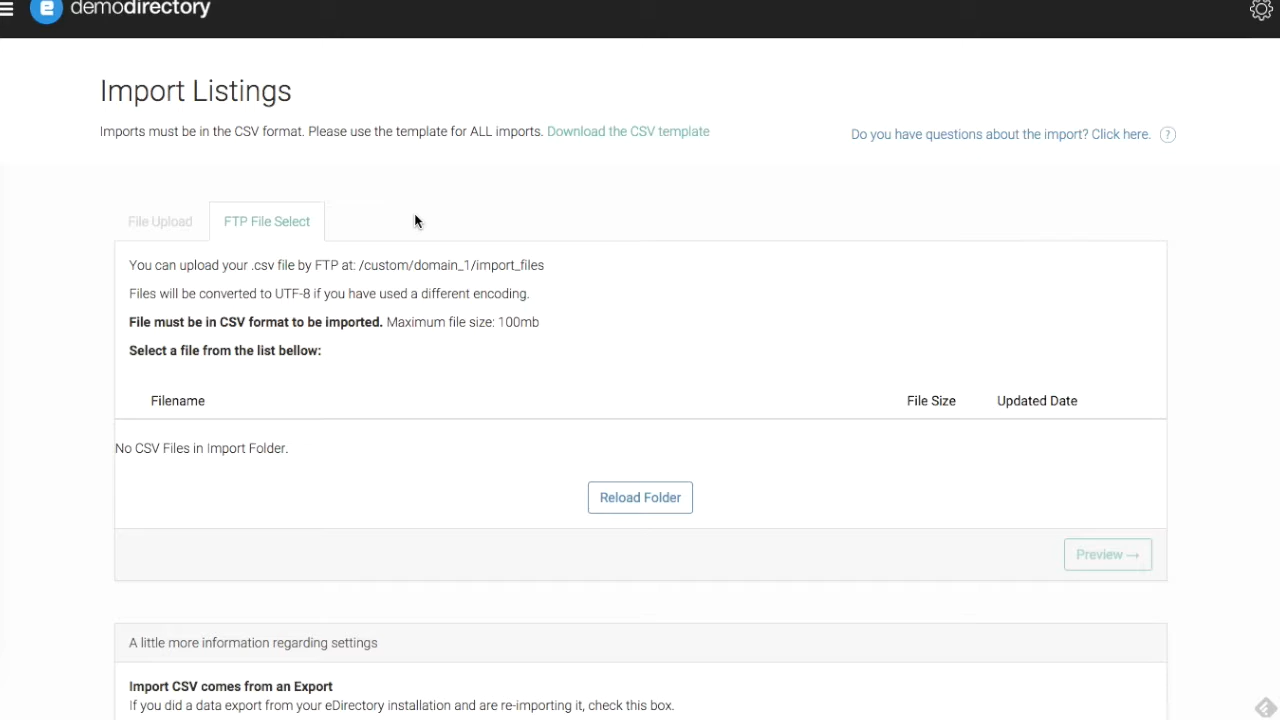 demodirectory
Import Listings
Imports must be in the CSV format. Please use the template for ALL imports. Download the CSV template
Do you have questions about the import? Click here. ?
File Upload
FTP File Select
You can upload your .csv file by FTP at: /custom/domain_1/import_files
Files will be converted to UTF-8 if you have used a different encoding.
File must be in CSV format to be imported. Maximum file size: 100mb
Select a file from the list bellow:
Filename File Size Updated Date
No CSV Files in Import Folder.
Reload Folder
Preview →
A little more information regarding settings
Import CSV comes from an Export
If you did a data export from your eDirectory installation and are re-importing it, check this box.